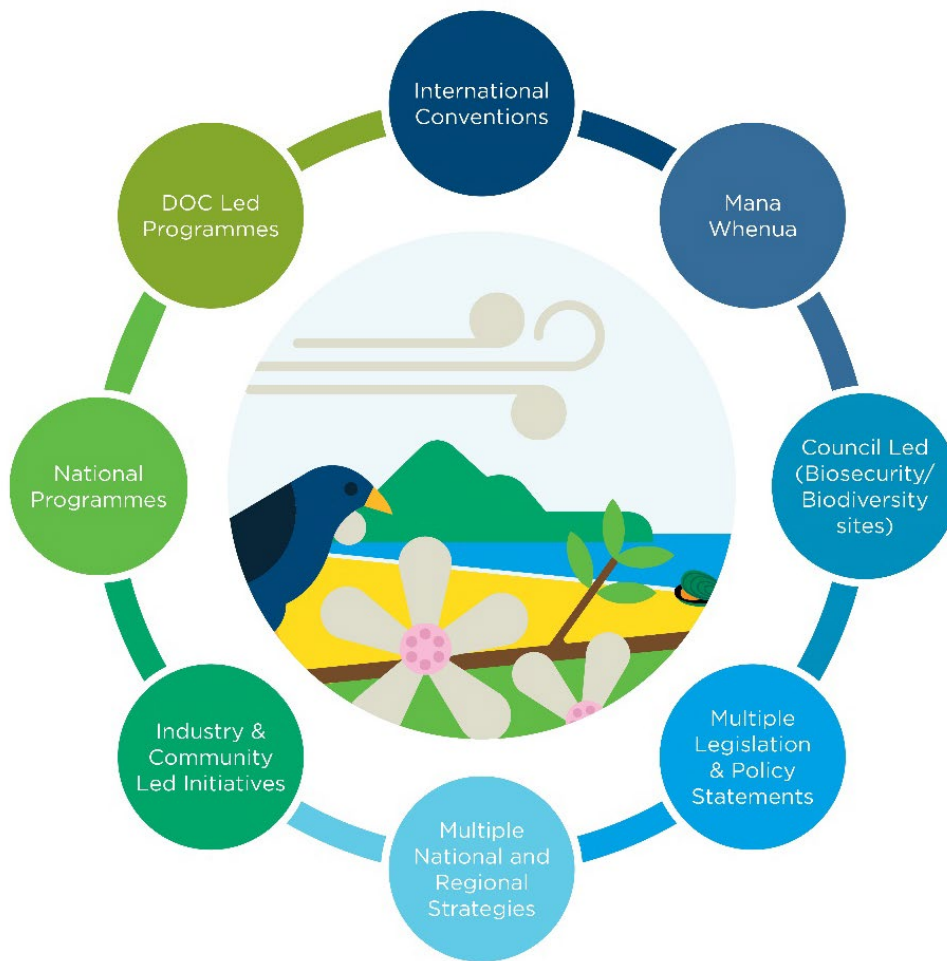 International
Conventions
Mana
Whenua
Council Led
(Biosecurity/
Biodiversity
sites)
Multiple
Legislation
& Policy
Statements
Multiple
National and
Regional
Strategies
Industry &
Community
Led Initiatives
National
Programmes
DOC Led
Programmes